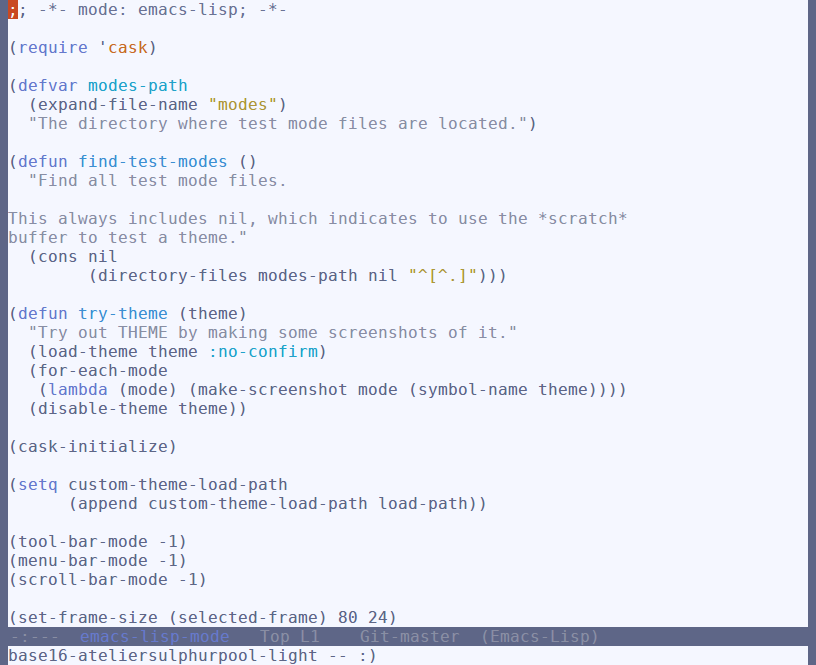 ;; -*- mode: emacs-lisp; -*-

(require 'cask)

(defvar modes-path
  (expand-file-name "modes")
  "The directory where test mode files are located.")

(defun find-test-modes ()
  "Find all test mode files.

This always includes nil, which indicates to use the *scratch*
buffer to test a theme."
  (cons nil
        (directory-files modes-path nil "^[^.]")))

(defun try-theme (theme)
  "Try out THEME by making some screenshots of it."
  (load-theme theme :no-confirm)
  (for-each-mode
   (lambda (mode) (make-screenshot mode (symbol-name theme))))
  (disable-theme theme))

(cask-initialize)

(setq custom-theme-load-path
      (append custom-theme-load-path load-path))

(tool-bar-mode -1)
(menu-bar-mode -1)
(scroll-bar-mode -1)

(set-frame-size (selected-frame) 80 24)
-:---  emacs-lisp-mode   Top L1    Git-master  (Emacs-Lisp)
base16-ateliersulphurpool-light -- :)